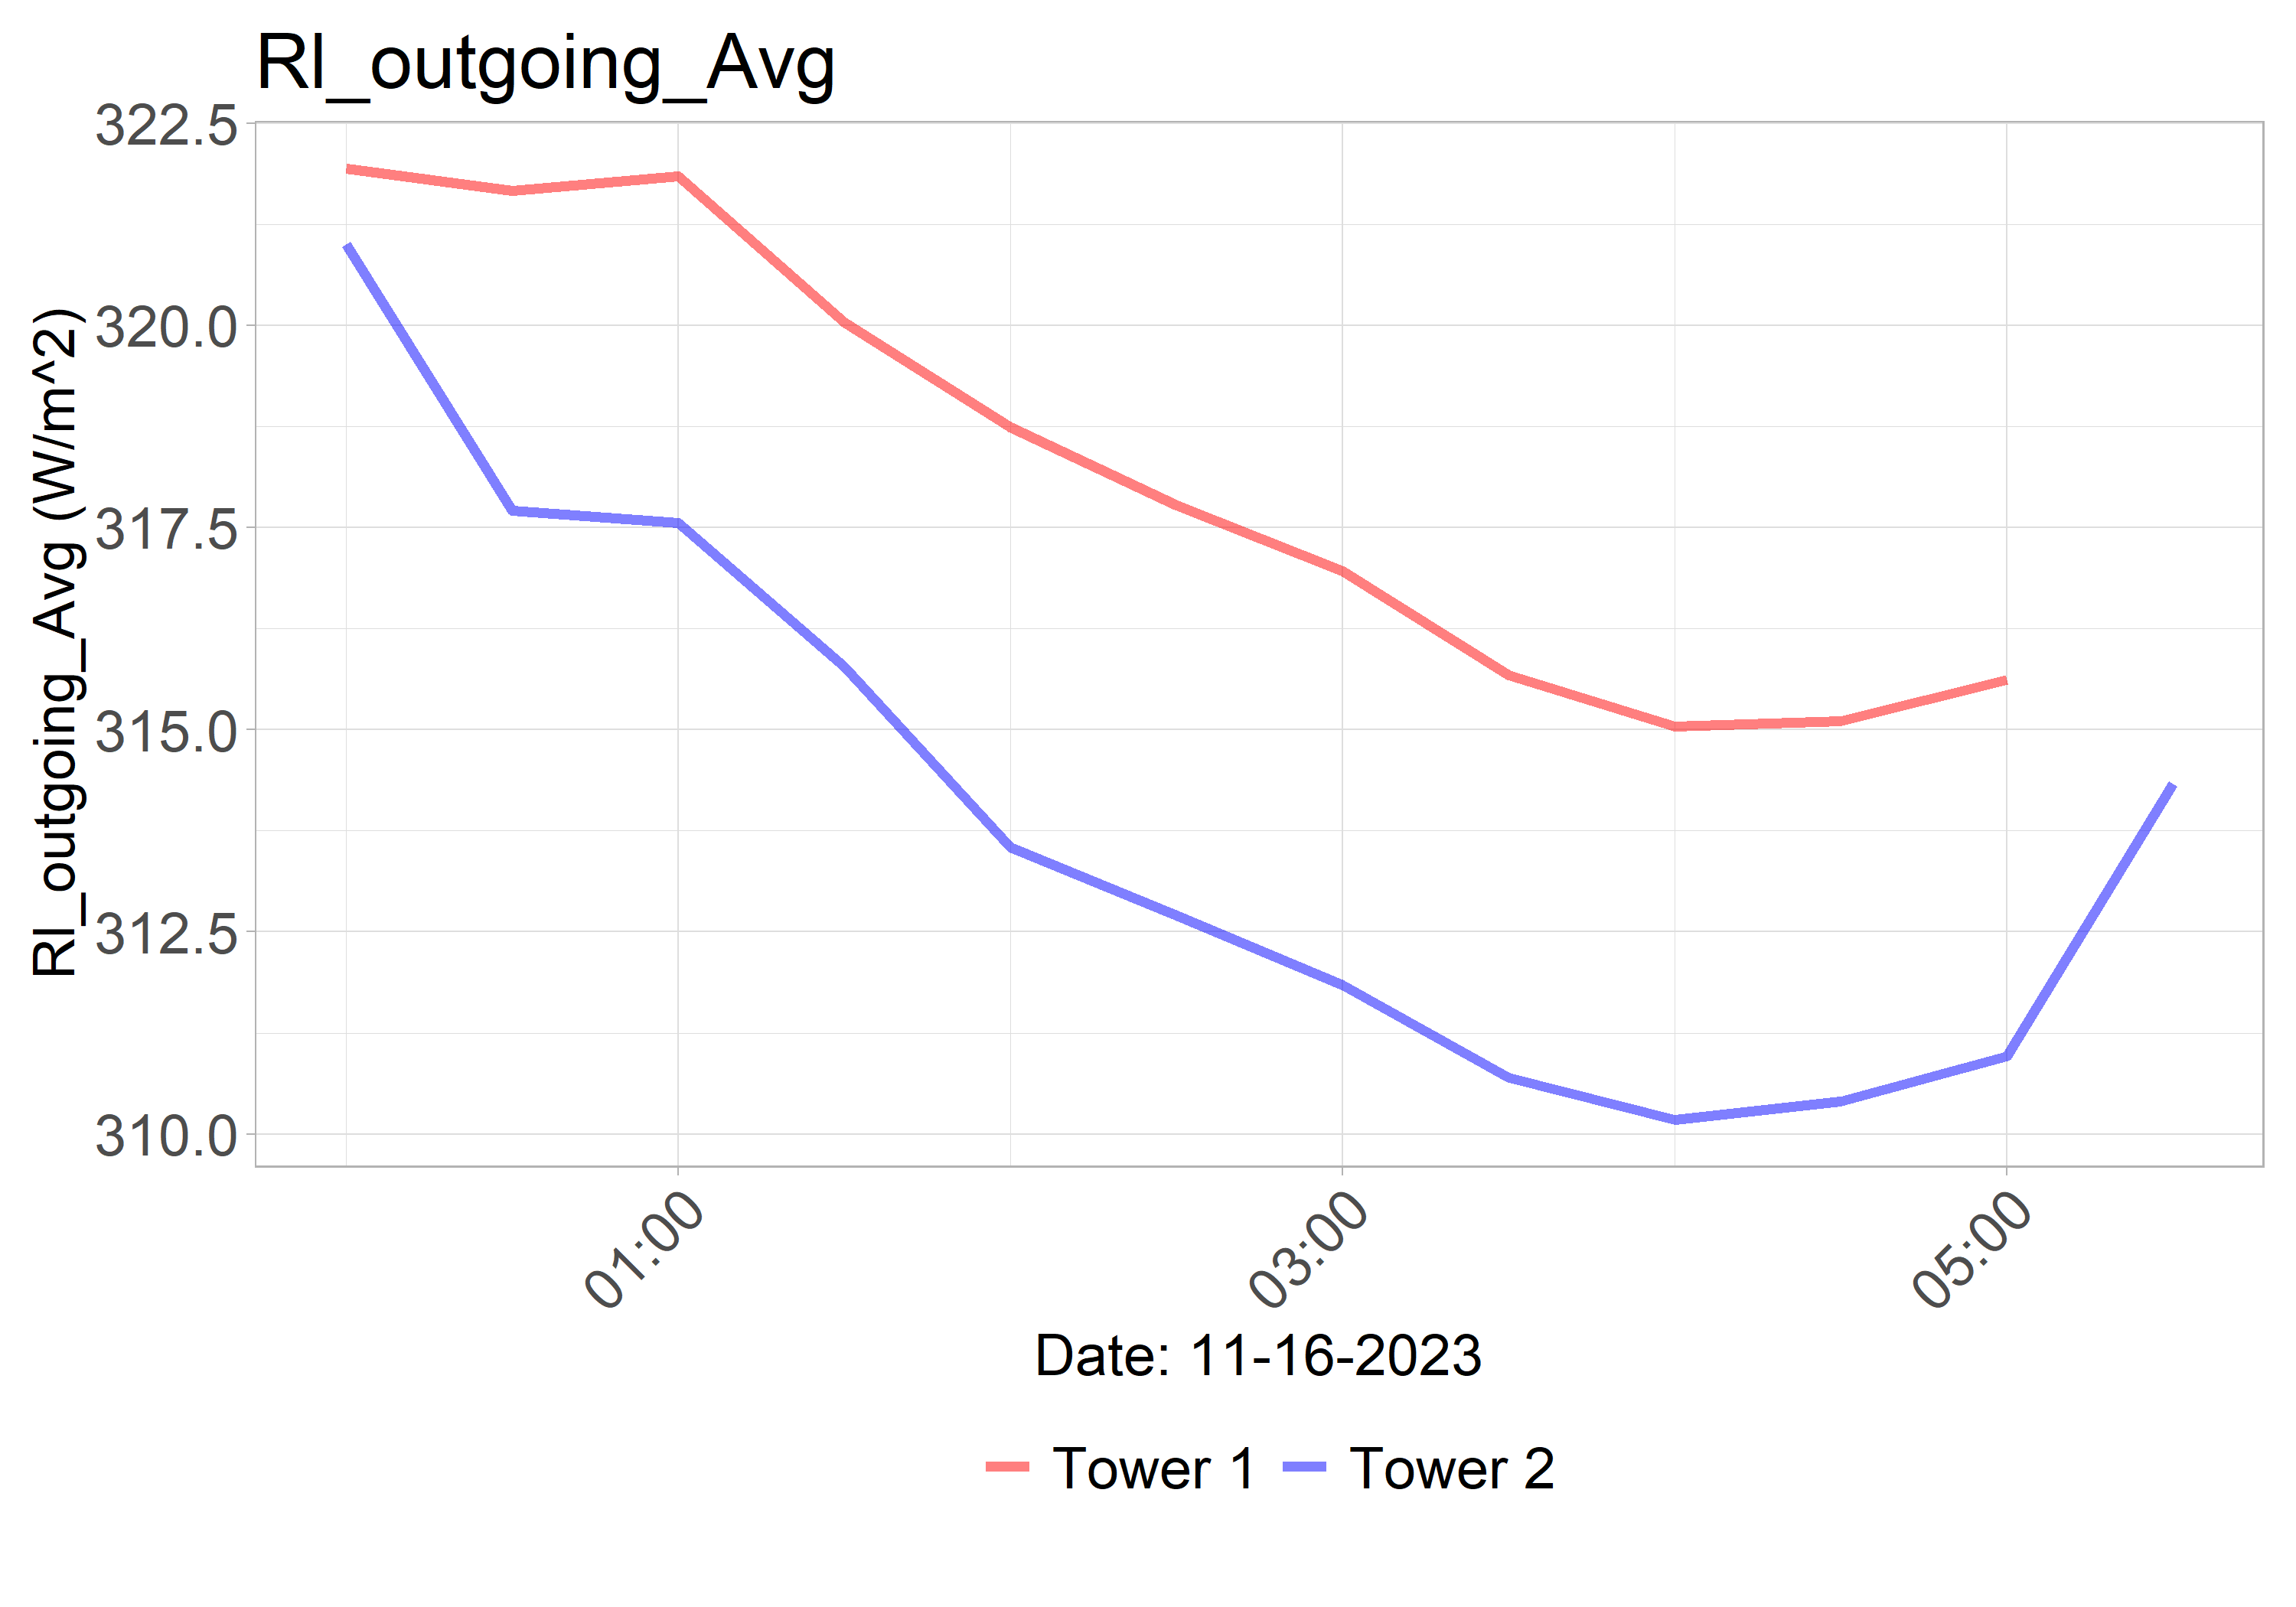 Rl_outgoing_Avg
Rl_outgoing_Avg (W/m^2)
322.5
320.0
317.5
315.0
312.5
310.0
01:00
03:00
05:00
Date: 11-16-2023
Tower 1
Tower 2